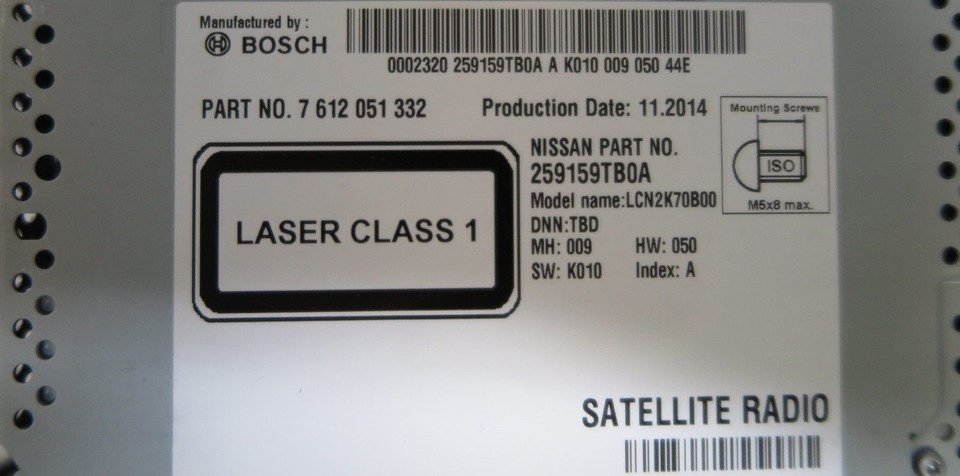 Manufactured by :
BOSCH
0002320 259159TB0A A K010 009 050 44E
PART NO. 7 612 051 332 Production Date: 11.2014
Mounting Screws
ISO
M5x8 max.
LASER CLASS 1
NISSAN PART NO.
259159TB0A
Model name:LCN2K70B00
DNN:TBD
MH: 009 HW: 050
SW: K010 Index: A
SATELLITE RADIO